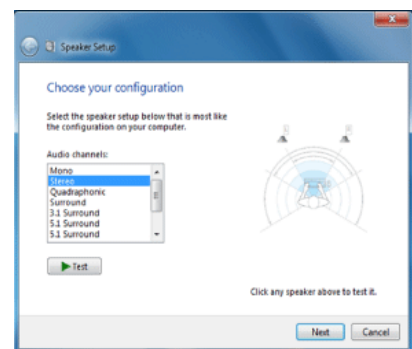 Speaker Setup
Choose your configuration
Select the speaker setup below that is most like
the configuration on your computer.
Audio channels:
Mono
Stereo
Quadraphonic
Surround
3.1 Surround
5.1 Surround
5.1 Surround
Test
Click any speaker above to test it.
Next
Cancel